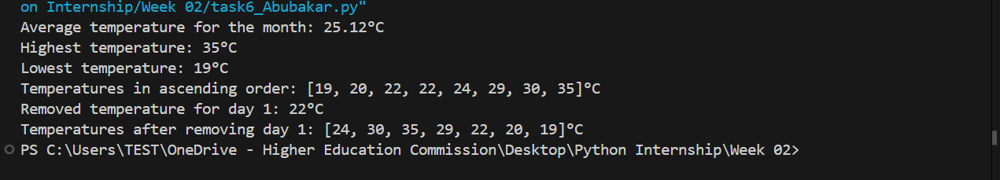 on Internship/Week 02/task6_Abubakar.py"
Average temperature for the month: 25.12°C
Highest temperature: 35°C
Lowest temperature: 19°C
Temperatures in ascending order: [19, 20, 22, 22, 24, 29, 30, 35]°C
Removed temperature for day 1: 22°C
Temperatures after removing day 1: [24, 30, 35, 29, 22, 20, 19]°C
PS C:\Users\TEST\OneDrive - Higher Education Commission\Desktop\Python Internship\Week 02>